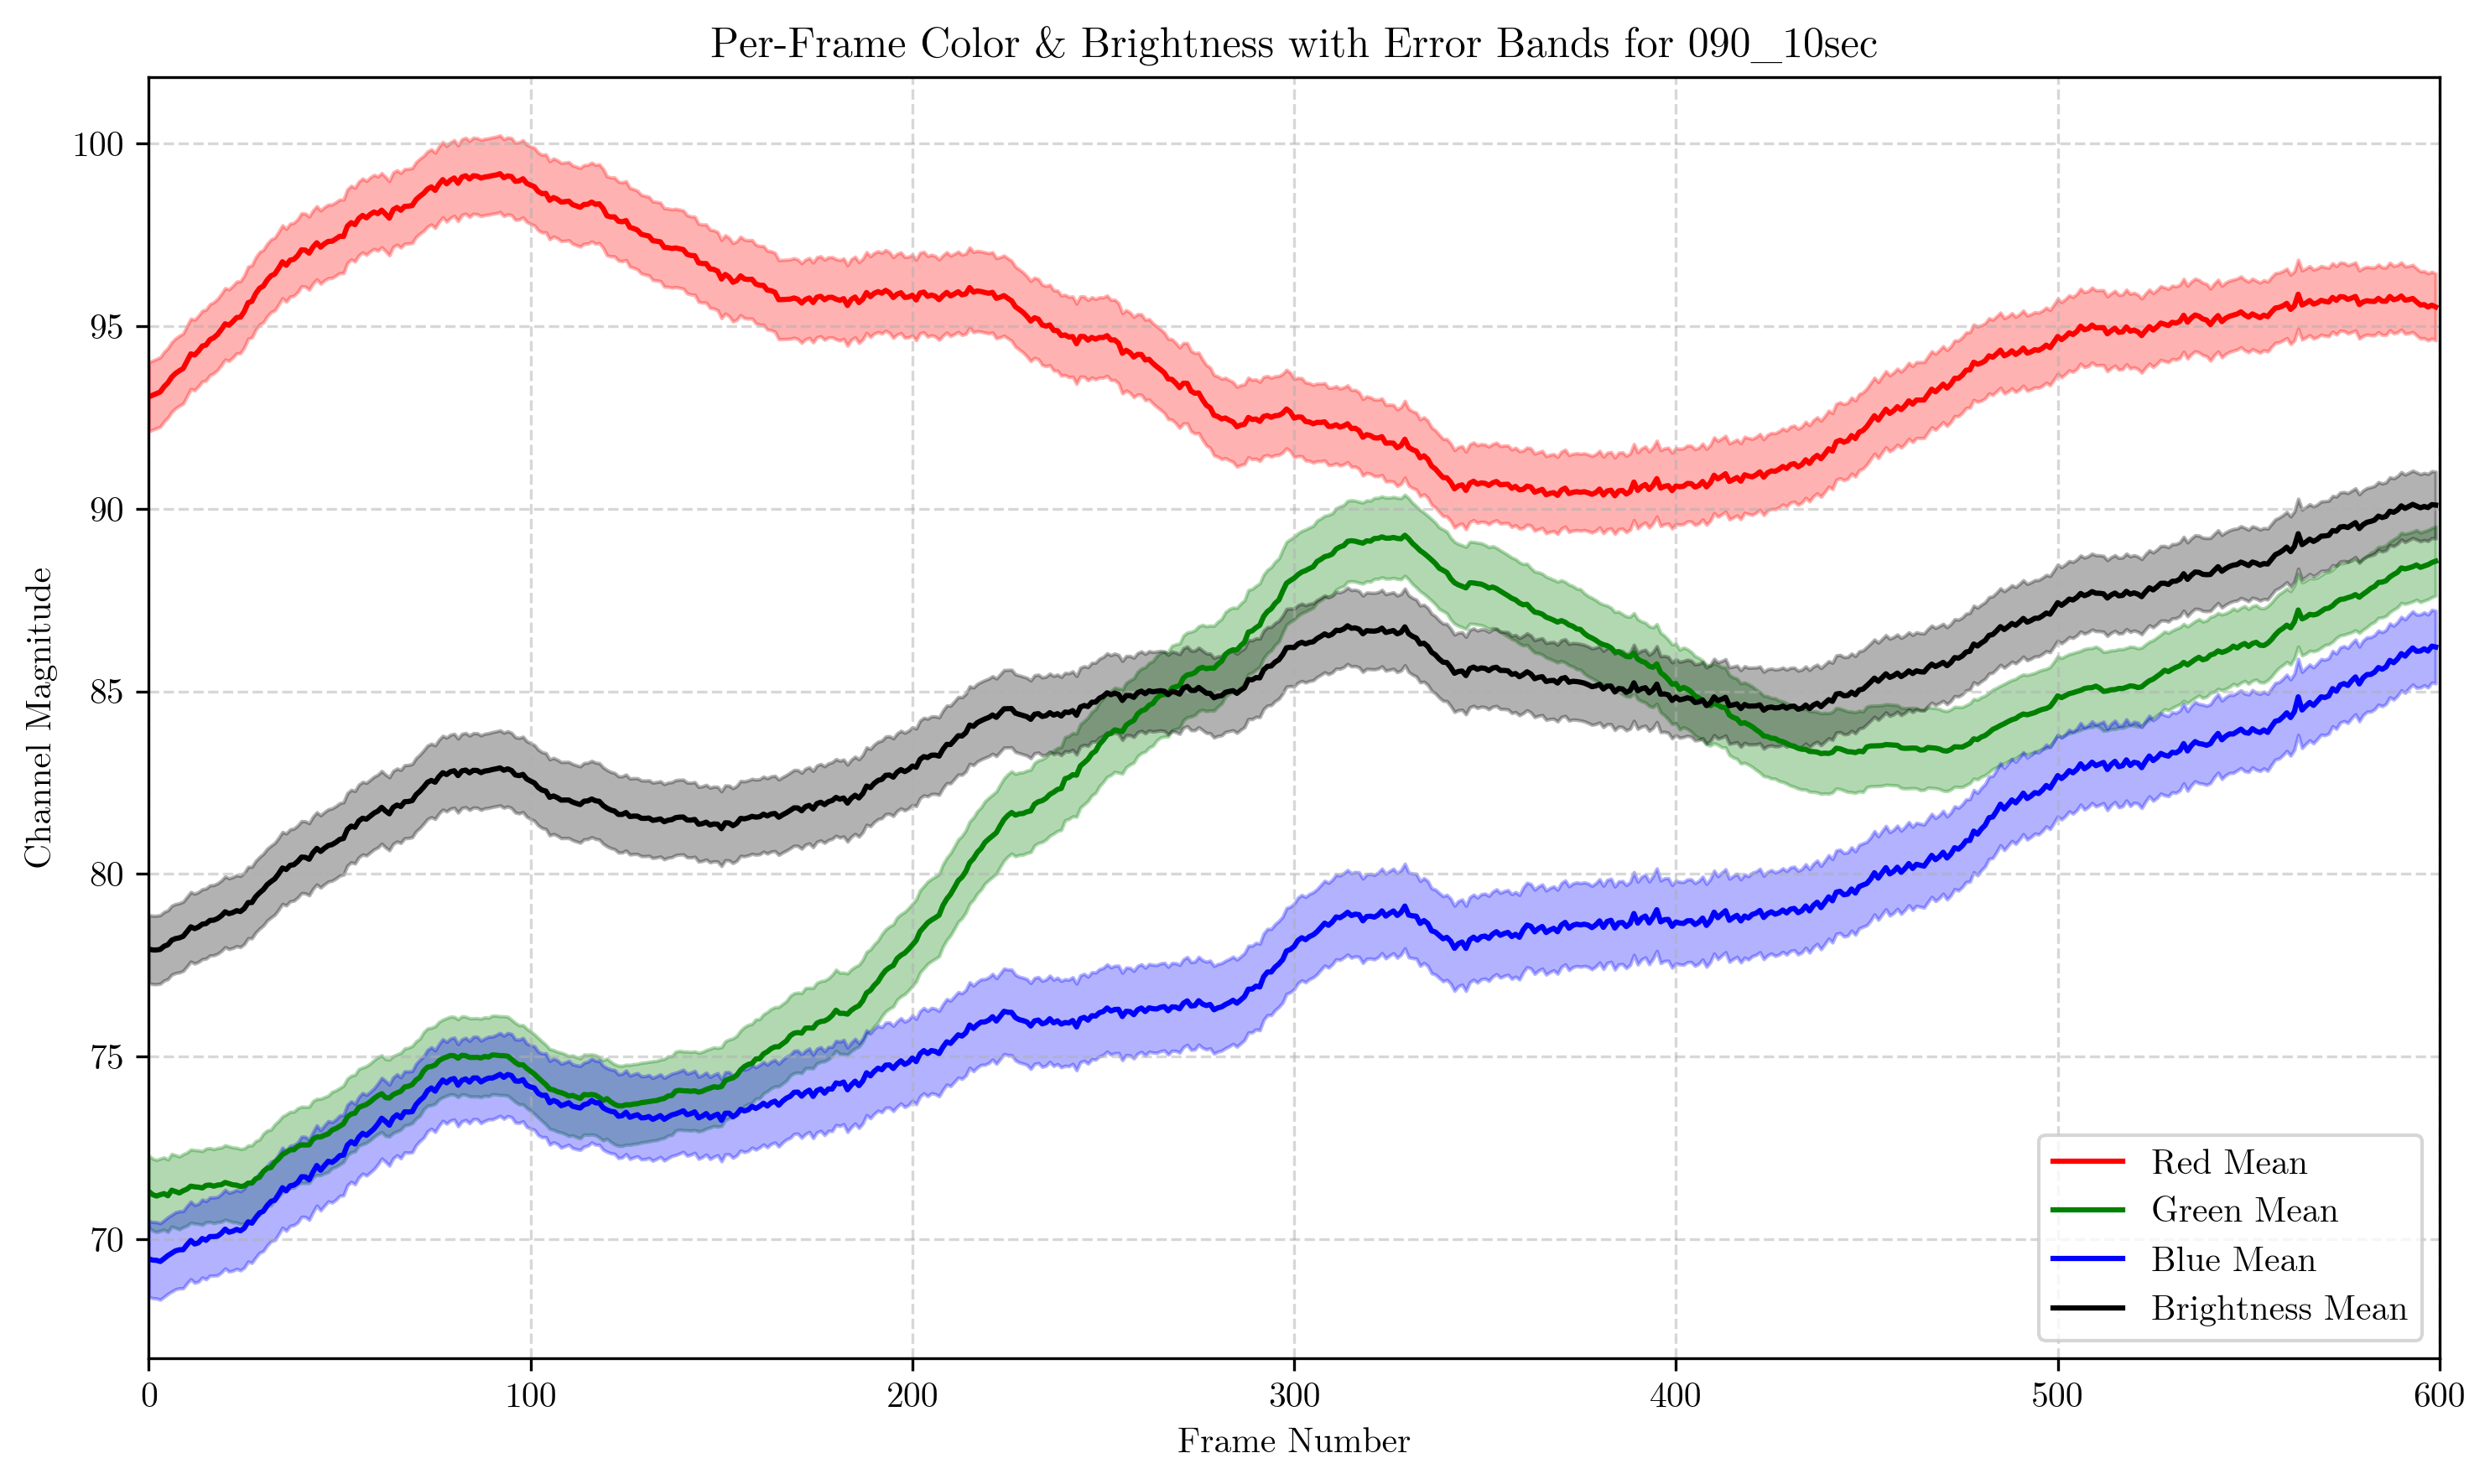 Per-Frame Color & Brightness with Error Bands for 090_10sec
Channel Magnitude
100
95
90
85
80
75
70
0 100 200 300 400 500 600
Frame Number
Red Mean
Green Mean
Blue Mean
Brightness Mean